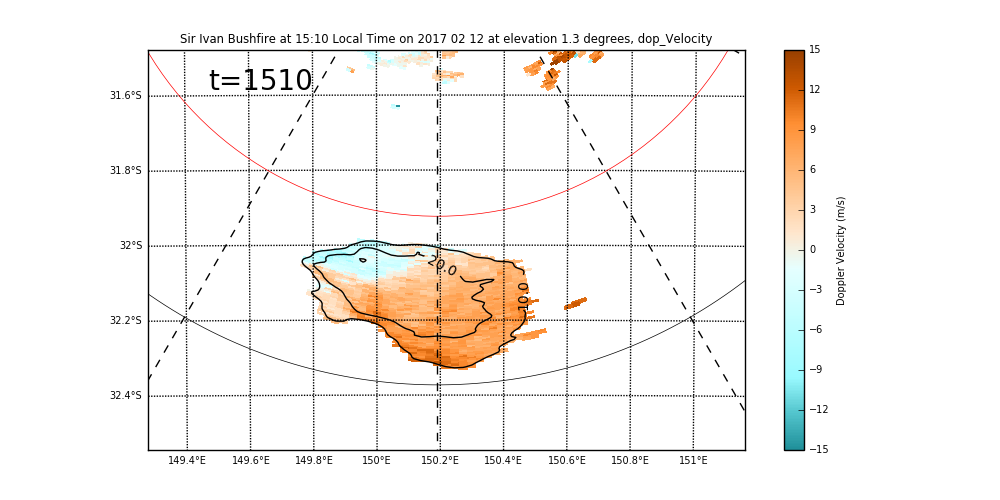 Sir Ivan Bushfire at 15:10 Local Time on 2017 02 12 at elevation 1.3 degrees, dop_Velocity
t=1510
31.6°S
31.8°S
32°S
32.2°S
32.4°S
149.4°E 149.6°E 149.8°E 150°E 150.2°E 150.4°E 150.6°E 150.8°E 151°E
10.0
15
12
9
6
3
0
−3
−6
−9
−12
−15
Doppler Velocity (m/s)